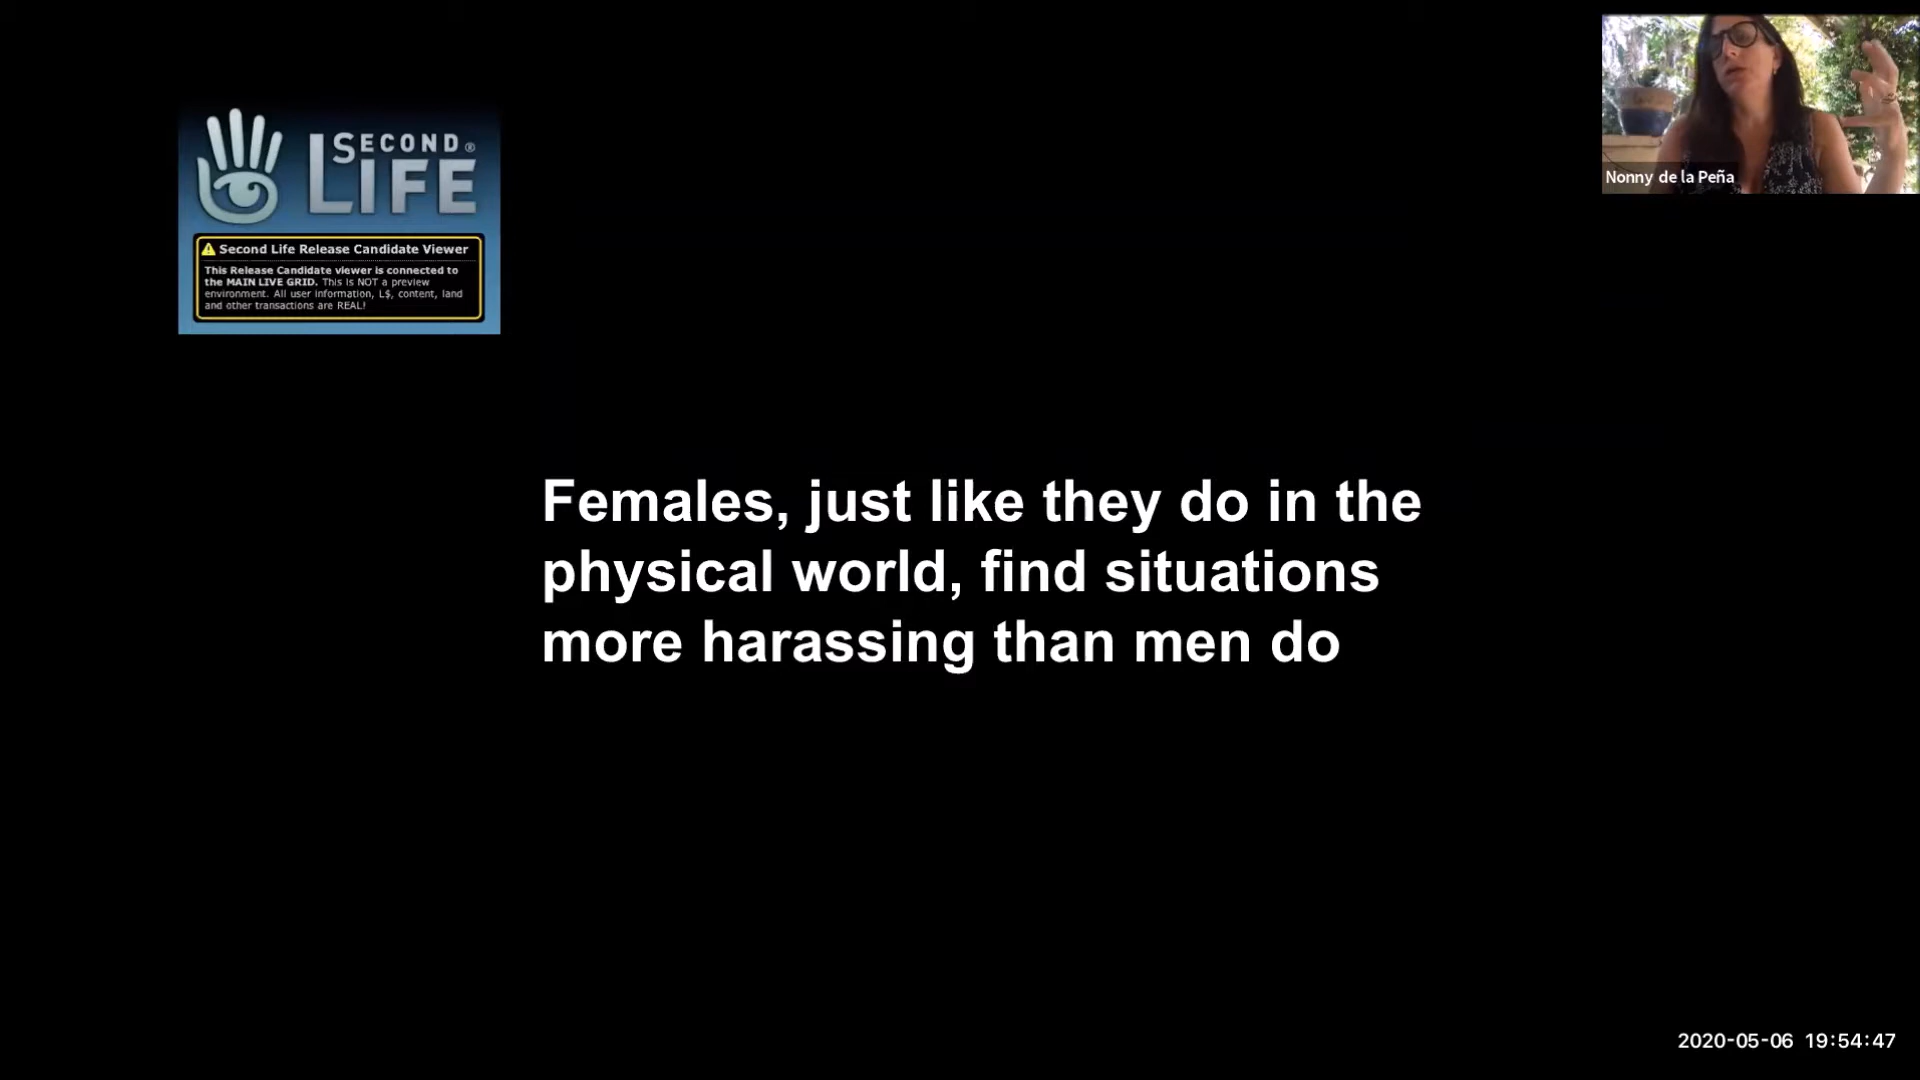 SECOND®
LIFE
Second Life Release Candidate Viewer
This Release Candidate viewer is connected to
the MAIN LIVE GRID. This is NOT a preview
environment. All user information, L$, content, land
and other transactions are REAL!
Nonny de la Peña
Females, just like they do in the
physical world, find situations
more harassing than men do
2020-05-06 19:54:47